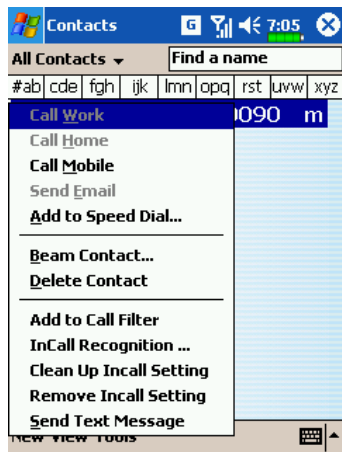 Contacts G 7:05
All Contacts Find a name
#ab cde fgh ijk lmn opq rst uvw xyz
Call Work
090 m
Call Home
Call Mobile
Send Email
Add to Speed Dial...
Beam Contact...
Delete Contact
Add to Call Filter
InCall Recognition ...
Clean Up Incall Setting
Remove Incall Setting
Send Text Message
New View Tools